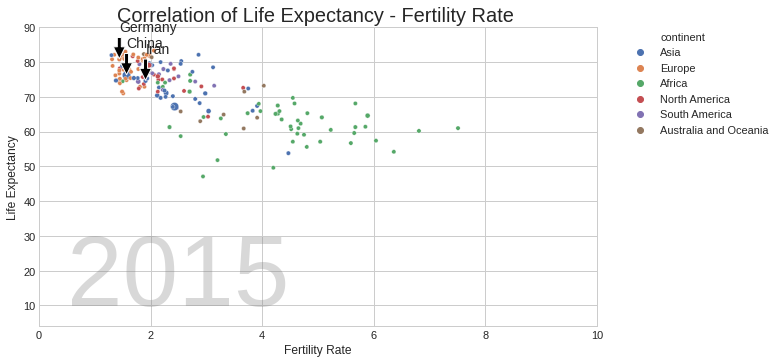 Correlation of Life Expectancy - Fertility Rate
Germany
China
90
80
70
60
50
40
30
20
10
Life Expectancy
2015
0
2
4
6
8
10
Fertility Rate
continent
Asia
Europe
Africa
North America
South America
Australia and Oceania